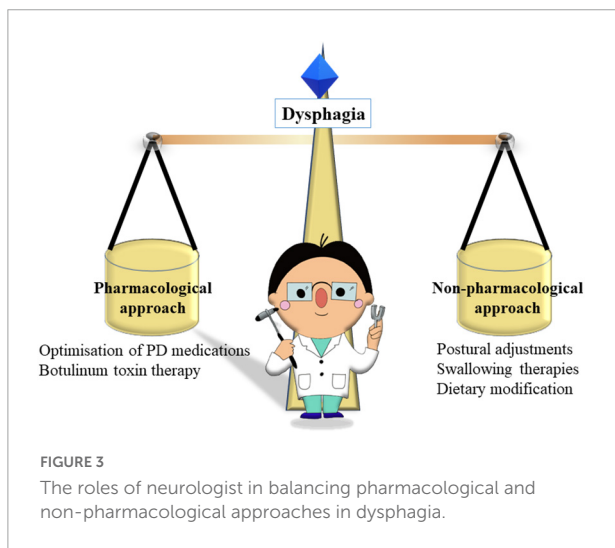 Dysphagia
Pharmacological
approach
Non-pharmacological
approach
Optimisation of PD medications
Botulinum toxin therapy
Postural adjustments
Swallowing therapies
Dietary modification
FIGURE 3
The roles of neurologist in balancing pharmacological and
non-pharmacological approaches in dysphagia.